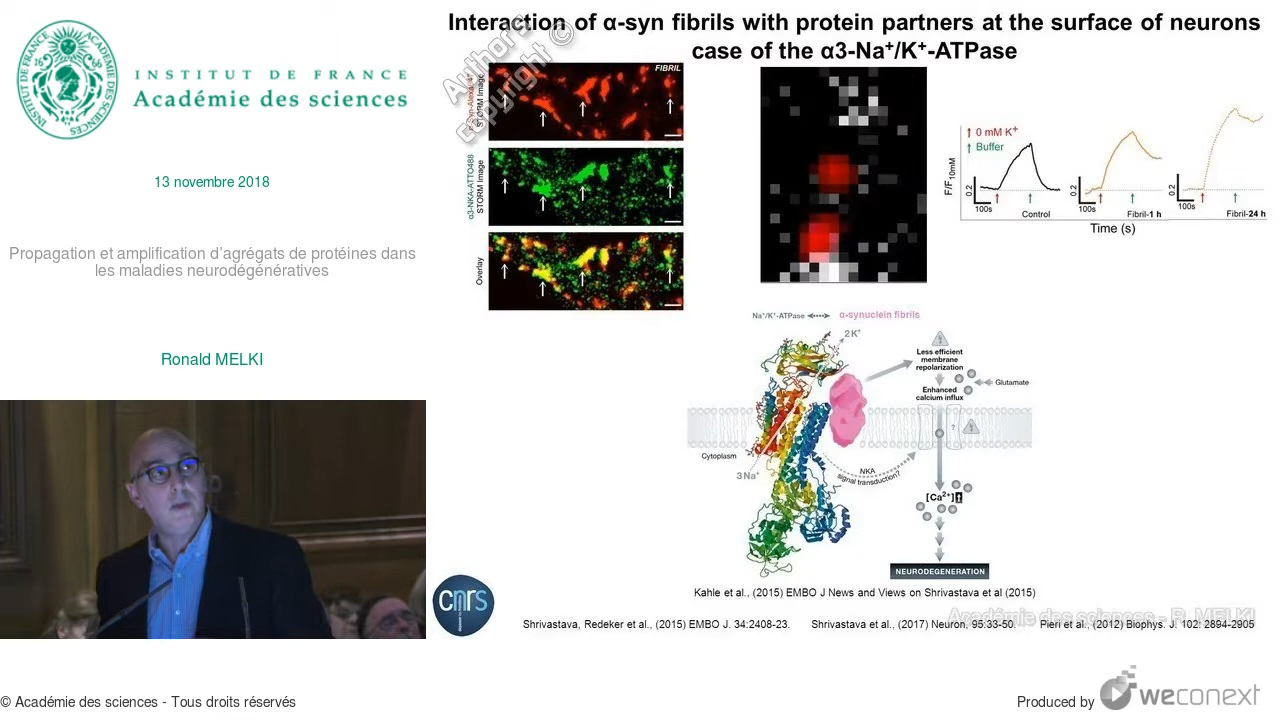 INSTITUT DE FRANCE
Académie des sciences
13 novembre 2018
Propagation et amplification d'agrégats de protéines dans
les maladies neurodégénératives
Ronald MELKI
Interaction of α-syn fibrils with protein partners at the surface of neurons
case of the α3-Na⁺/K⁺-ATPase
Authors
Copyright ©
FIBRIL
STORM Image
α3-NKA-ATTO488
STORM Image
Overlay
0 mM K⁺
Buffer
F/F10mM
0.2
100s
Control
0.2
100s
Fibril-1 h
0.2
100s
Fibril-24 h
Time (s)
Na⁺/K⁺-ATPase
α-synuclein fibrils
2K⁺
Less efficient
membrane
repolarization
Glutamate
Enhanced
calcium influx
?
Cytoplasm
3Na⁺
NKA
signal transduction?
[Ca²⁺]
NEURODEGENERATION
Kahle et al., (2015) EMBO J News and Views on Shrivastava et al (2015)
cnrs
Académie des sciences - R. MELKI
Shrivastava, Redeker et al., (2015) EMBO J. 34:2408-23.
Shrivastava et al., (2017) Neuron, 95:33-50.
Pieri et al., (2012) Biophys. J. 102: 2894-2905
© Académie des sciences - Tous droits réservés
Produced by
weconext